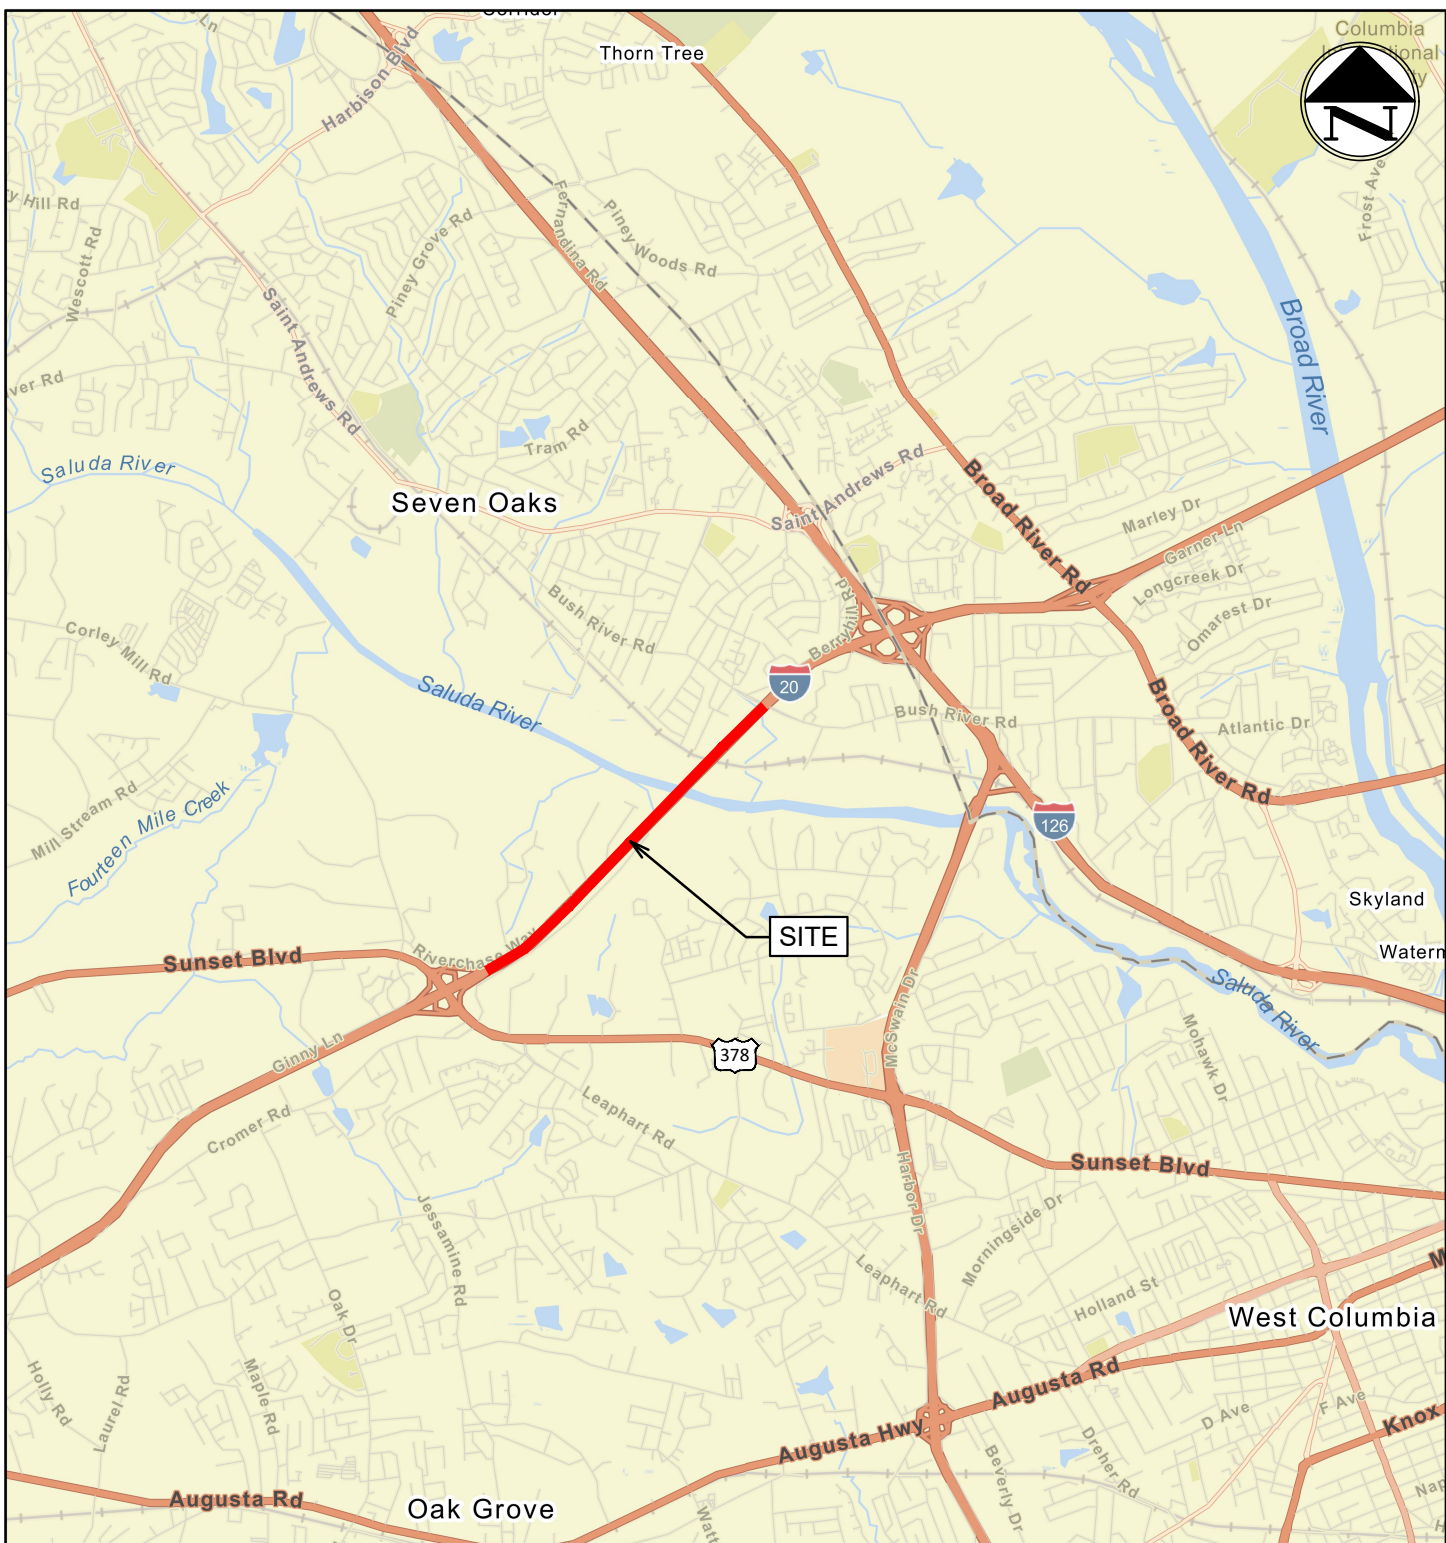 Ln
Thorn Tree
Columbia
N
Harbison Blvd
Hill Rd
Wescott Rd
Piney Grove Rd
Fernandina Rd
Piney Woods Rd
Frost Ave
Broad River
Saint Andrews Rd
ver Rd
Tram Rd
Saluda River
Seven Oaks
Saint Andrews Rd
Broad River Rd
Marley Dr
Garner Ln
Longcreek Dr
Omarest Dr
Bush River Rd
Berryhill Rd
Corley Mill Rd
20
Saluda River
Bush River Rd
Broad River Rd
Atlantic Dr
Mill Stream Rd
Fourteen Mile Creek
126
Skyland
SITE
Sunset Blvd
Riverchase Way
Waterm
Saluda River
McSwain Dr
Mohawk Dr
Ginny Ln
378
Cromer Rd
Leaphart Rd
Sunset Blvd
Harbor Dr
Jessamine Rd
Morningside Dr
Leaphart Rd
Holland St
West Columbia
M
Oak Dr
Holly Rd
Laurel Rd
Maple Rd
Augusta Rd
D Ave
F Ave
Knox
Augusta Hwy
Beverly Dr
Dreher Rd
Augusta Rd
Oak Grove
Watt
Nap
H